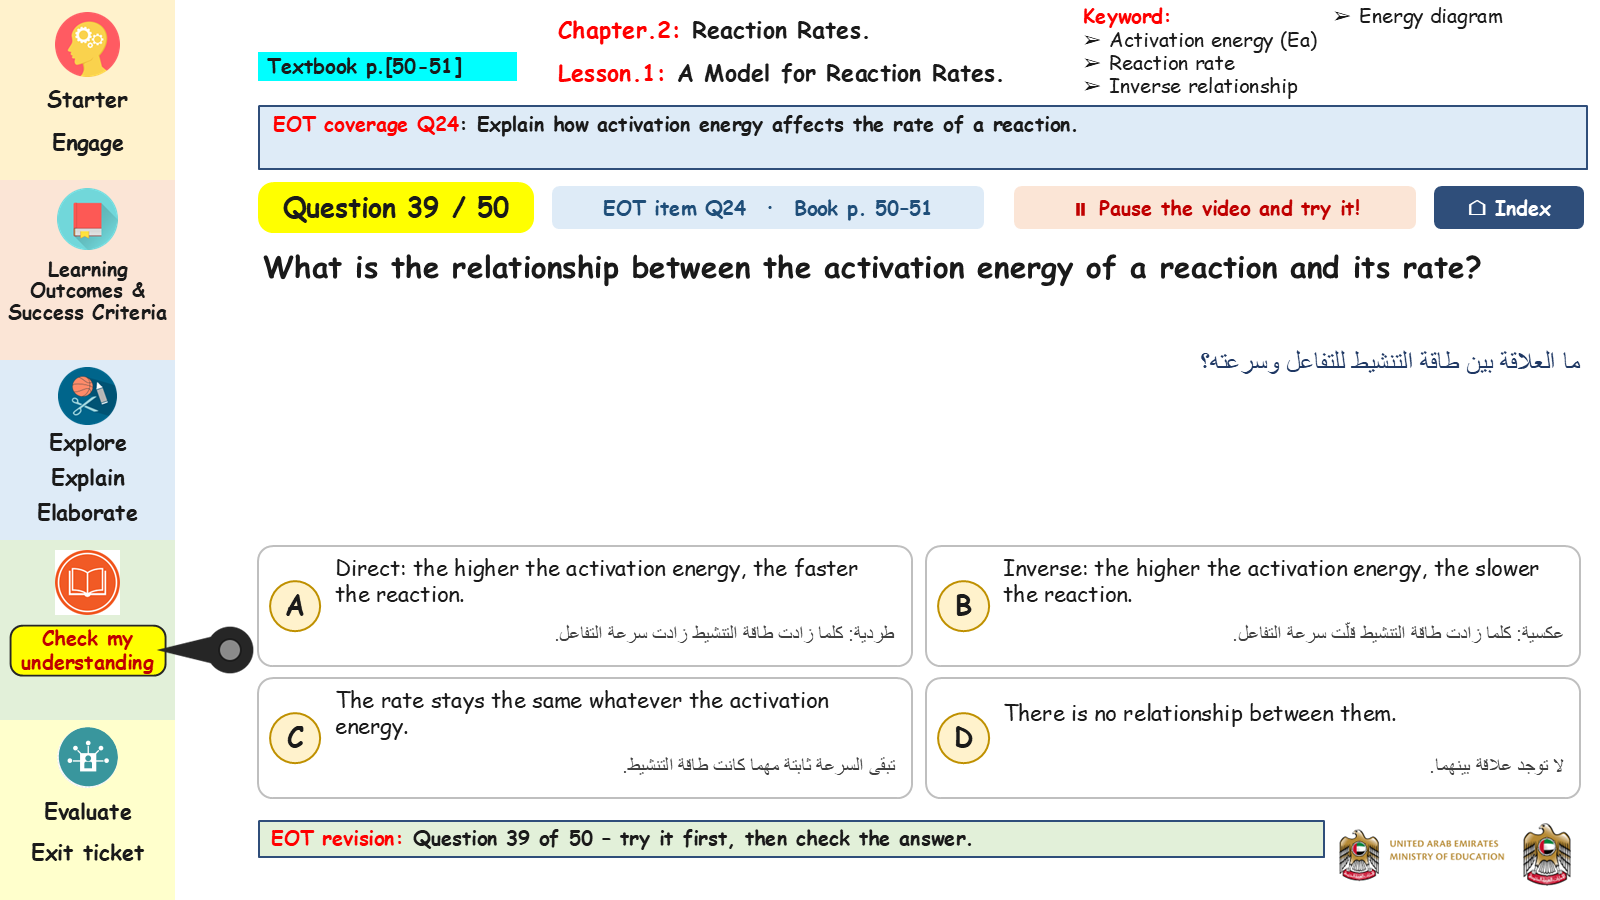 Starter
Engage
Learning
Outcomes &
Success Criteria
Explore
Explain
Elaborate
Check my
understanding
Evaluate
Exit ticket
Textbook p.[50-51]
Chapter.2: Reaction Rates.
Lesson.1: A Model for Reaction Rates.
Keyword:
➢ Activation energy (Ea)
➢ Reaction rate
➢ Inverse relationship
➢ Energy diagram
EOT coverage Q24: Explain how activation energy affects the rate of a reaction.
Question 39 / 50
EOT item Q24 · Book p. 50–51
⏸ Pause the video and try it!
⌂ Index
What is the relationship between the activation energy of a reaction and its rate?
ما العلاقة بين طاقة التنشيط للتفاعل وسرعته؟
A
Direct: the higher the activation energy, the faster
the reaction.
طردية: كلما زادت طاقة التنشيط زادت سرعة التفاعل.
B
Inverse: the higher the activation energy, the slower
the reaction.
عكسية: كلما زادت طاقة التنشيط قلّت سرعة التفاعل.
C
The rate stays the same whatever the activation
energy.
تبقى السرعة ثابتة مهما كانت طاقة التنشيط.
D
There is no relationship between them.
لا توجد علاقة بينهما.
EOT revision: Question 39 of 50 – try it first, then check the answer.
UNITED ARAB EMIRATES
MINISTRY OF EDUCATION